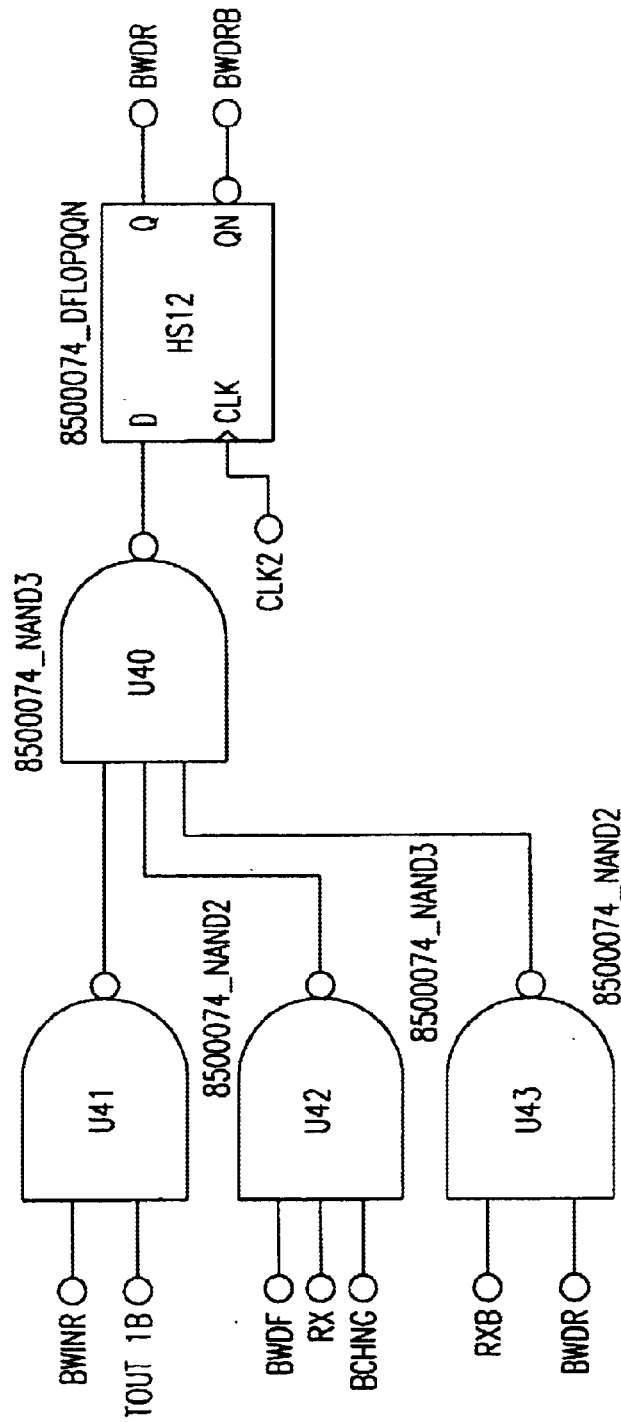 BWINR
TOUT 1B
U41
8500074_NAND2
BWDF
RX
BCHNG
U42
8500074_NAND3
RXB
BWDR
U43
8500074_NAND2
8500074_NAND3
U40
CLK2
8500074_DFLOPQQN
D
Q
HS12
CLK
QN
BWDR
BWDRB